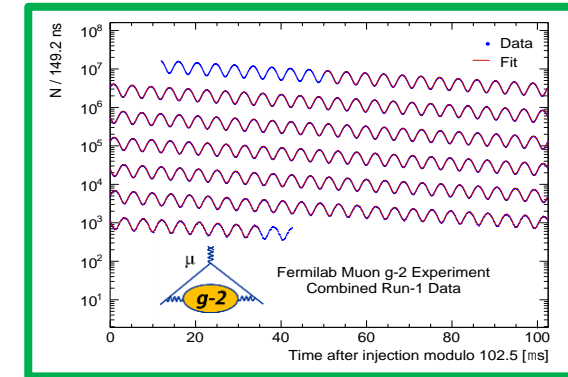 10⁸
10⁷
10⁶
10⁵
10⁴
10³
10²
10¹
N / 149.2 ns
Data
Fit
μ
g-2
Fermilab Muon g-2 Experiment
Combined Run-1 Data
0 20 40 60 80 100
Time after injection modulo 102.5 [ms]